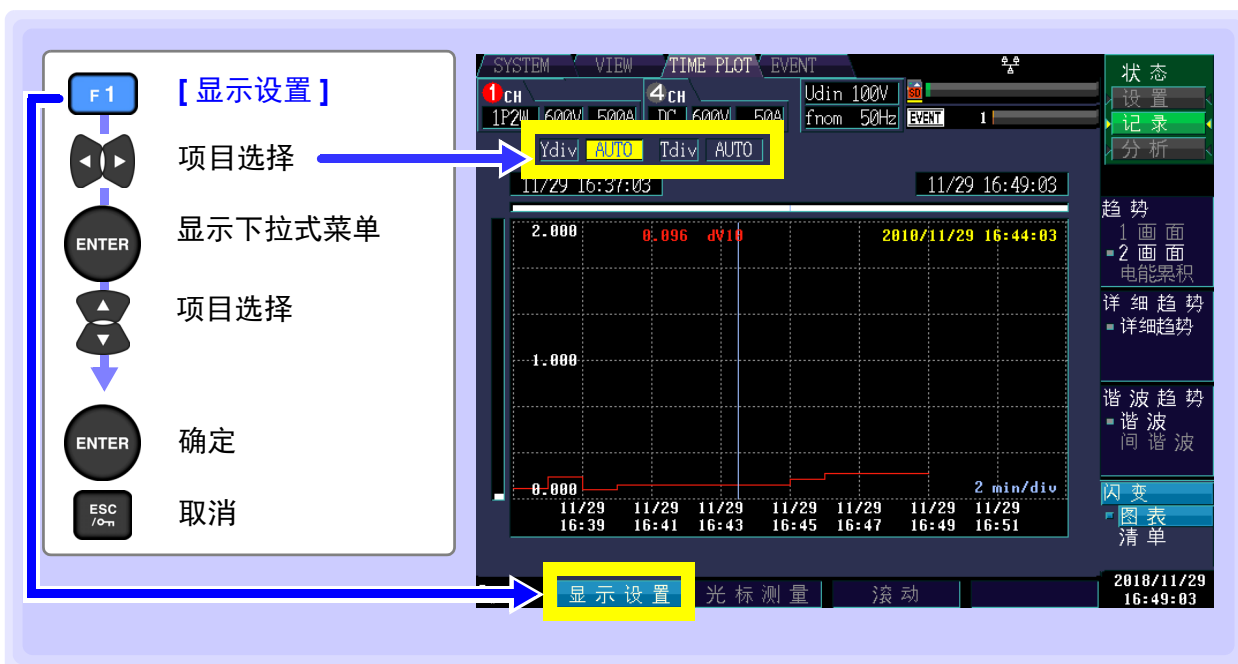 F1
[ 显示设置 ]
项目选择
ENTER
显示下拉式菜单
项目选择
ENTER
确定
ESC
取消
SYSTEM VIEW TIME PLOT EVENT
1 CH 4 CH
Udin 100V SD
1P2W 600V 500A DC 600V 50A
fnom 50Hz EVENT 1
Ydiv AUTO Tdiv AUTO
11/29 16:37:03 11/29 16:49:03
2.000 0.096 dV10 2018/11/29 16:44:03
1.000
0.000 2 min/div
11/29 11/29 11/29 11/29 11/29 11/29 11/29
16:39 16:41 16:43 16:45 16:47 16:49 16:51
显示设置 光标测量 滚动
状态
设置
记录
分析
趋势
1画面
2画面
电能累积
详细趋势
详细趋势
谐波趋势
谐波
间谐波
闪变
图表
清单
2018/11/29
16:49:03